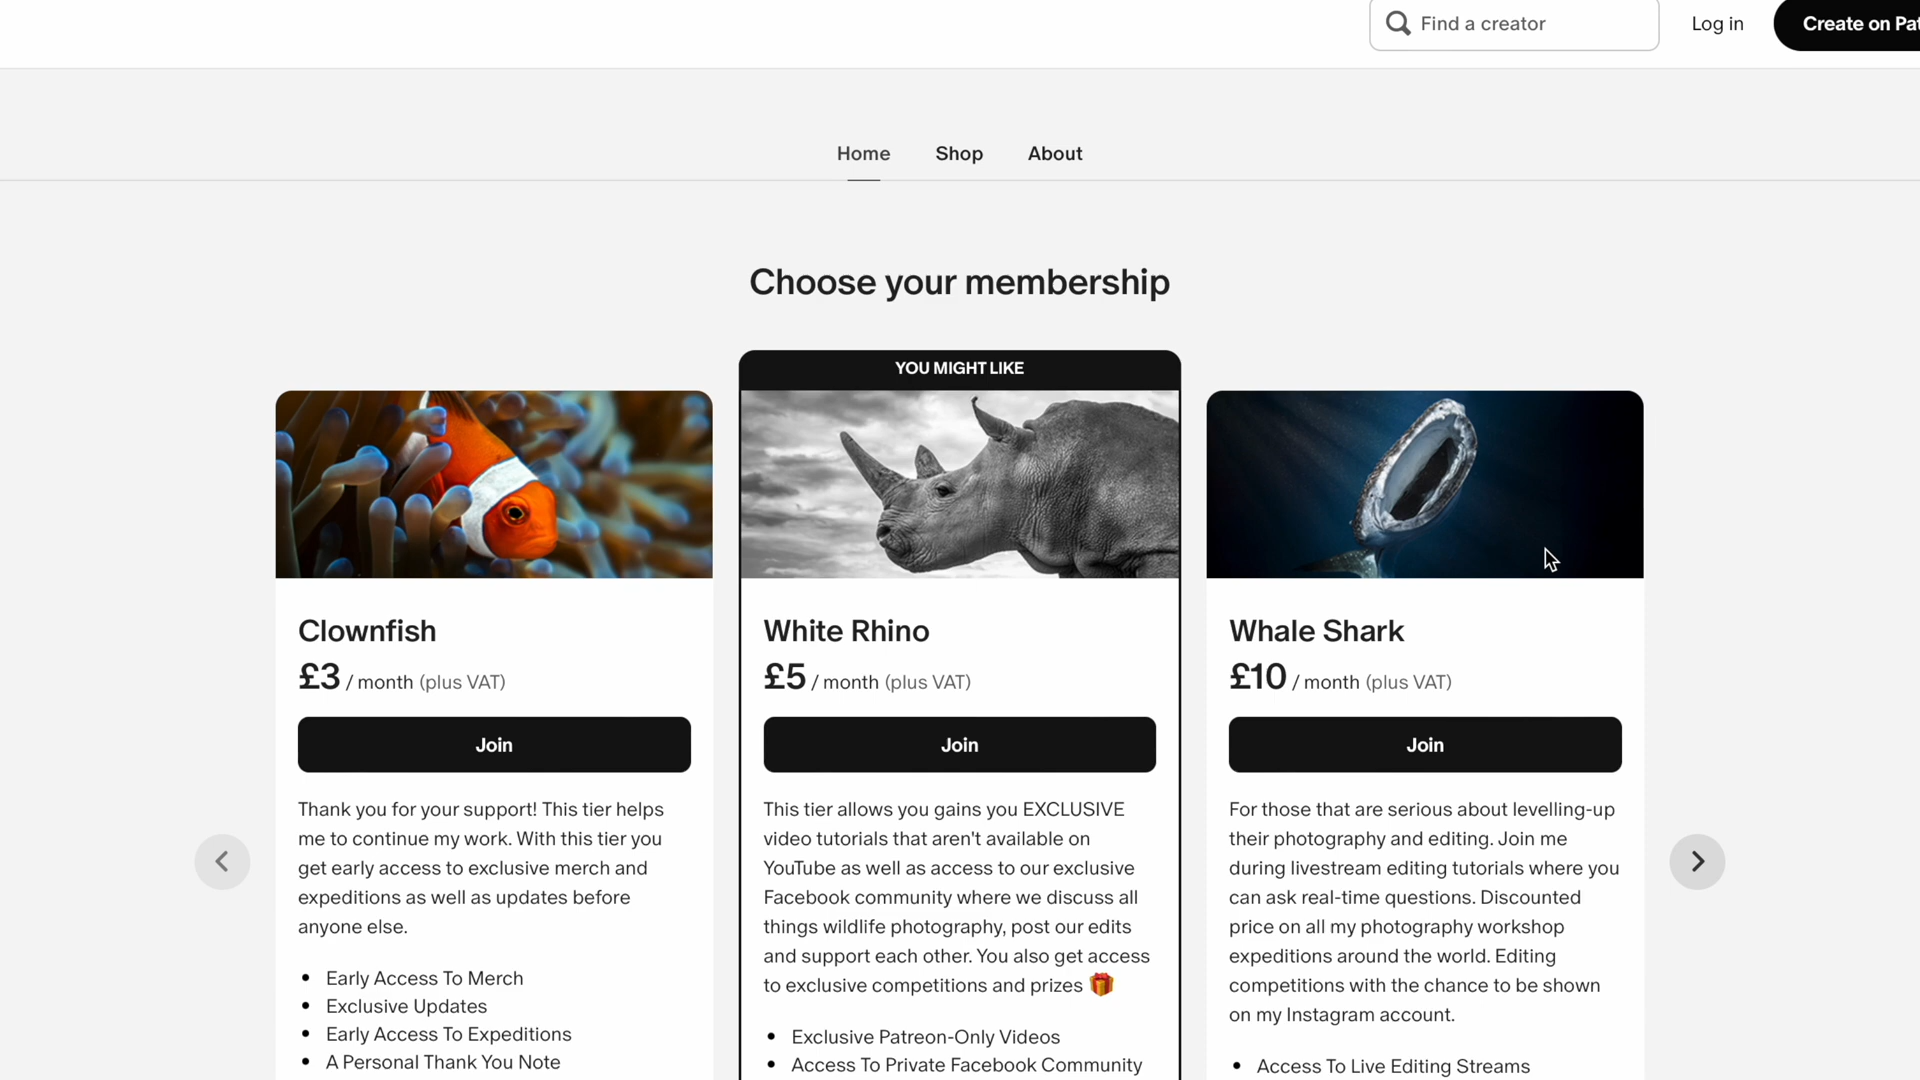 Find a creator
Log in
Create on Pat
Home
Shop
About
Choose your membership
YOU MIGHT LIKE
Clownfish
£3 / month (plus VAT)
Join
Thank you for your support! This tier helps
me to continue my work. With this tier you
get early access to exclusive merch and
expeditions as well as updates before
anyone else.
• Early Access To Merch
• Exclusive Updates
• Early Access To Expeditions
• A Personal Thank You Note
White Rhino
£5 / month (plus VAT)
Join
This tier allows you gains you EXCLUSIVE
video tutorials that aren't available on
YouTube as well as access to our exclusive
Facebook community where we discuss all
things wildlife photography, post our edits
and support each other. You also get access
to exclusive competitions and prizes 🎁
• Exclusive Patreon-Only Videos
• Access To Private Facebook Community
Whale Shark
£10 / month (plus VAT)
Join
For those that are serious about levelling-up
their photography and editing. Join me
during livestream editing tutorials where you
can ask real-time questions. Discounted
price on all my photography workshop
expeditions around the world. Editing
competitions with the chance to be shown
on my Instagram account.
• Access To Live Editing Streams